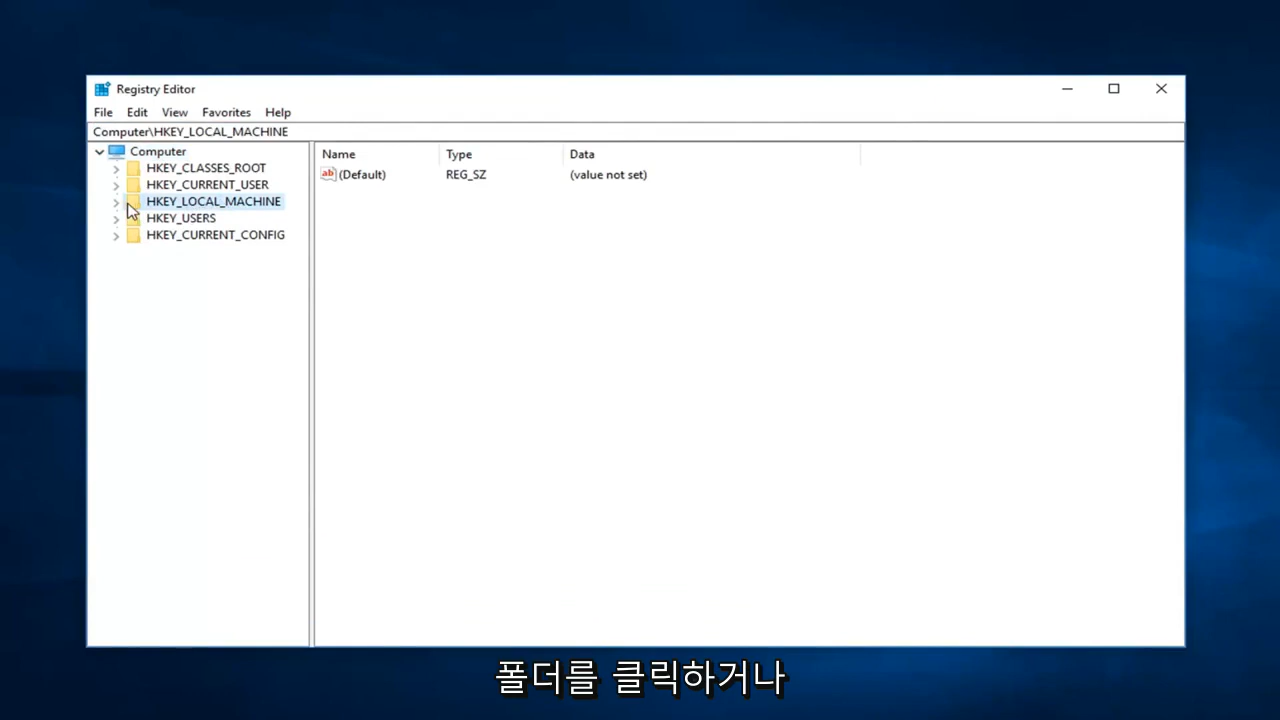 Registry Editor
File Edit View Favorites Help
Computer\HKEY_LOCAL_MACHINE
Computer
HKEY_CLASSES_ROOT
HKEY_CURRENT_USER
HKEY_LOCAL_MACHINE
HKEY_USERS
HKEY_CURRENT_CONFIG
Name Type Data
ab (Default) REG_SZ (value not set)
폴더를 클릭하거나